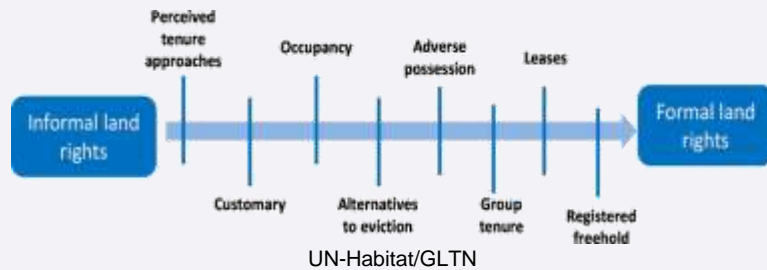 Perceived
tenure
approaches
Occupancy
Adverse
possession
Leases
Informal land
rights
Formal land
rights
Customary
Alternatives
to eviction
Group
tenure
Registered
freehold
UN-Habitat/GLTN